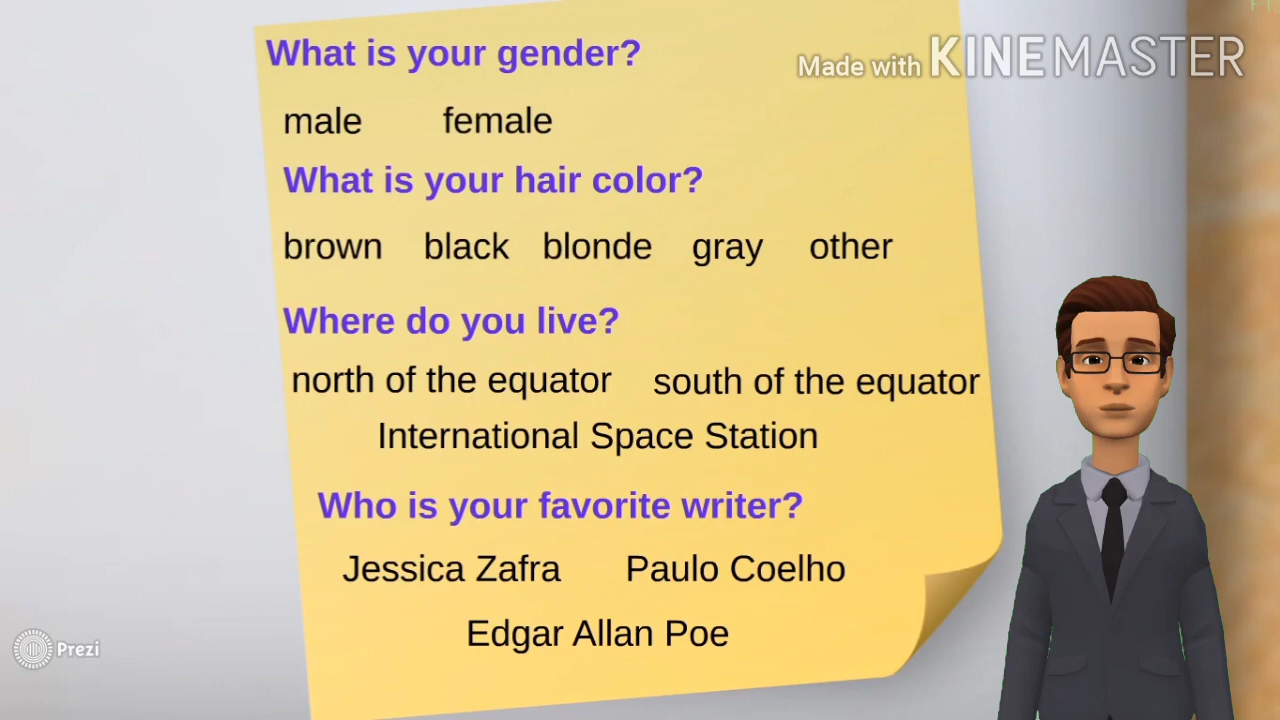 What is your gender?
Made with KINEMASTER
male female
What is your hair color?
brown black blonde gray other
Where do you live?
north of the equator south of the equator
International Space Station
Who is your favorite writer?
Jessica Zafra Paulo Coelho
Edgar Allan Poe
Prezi